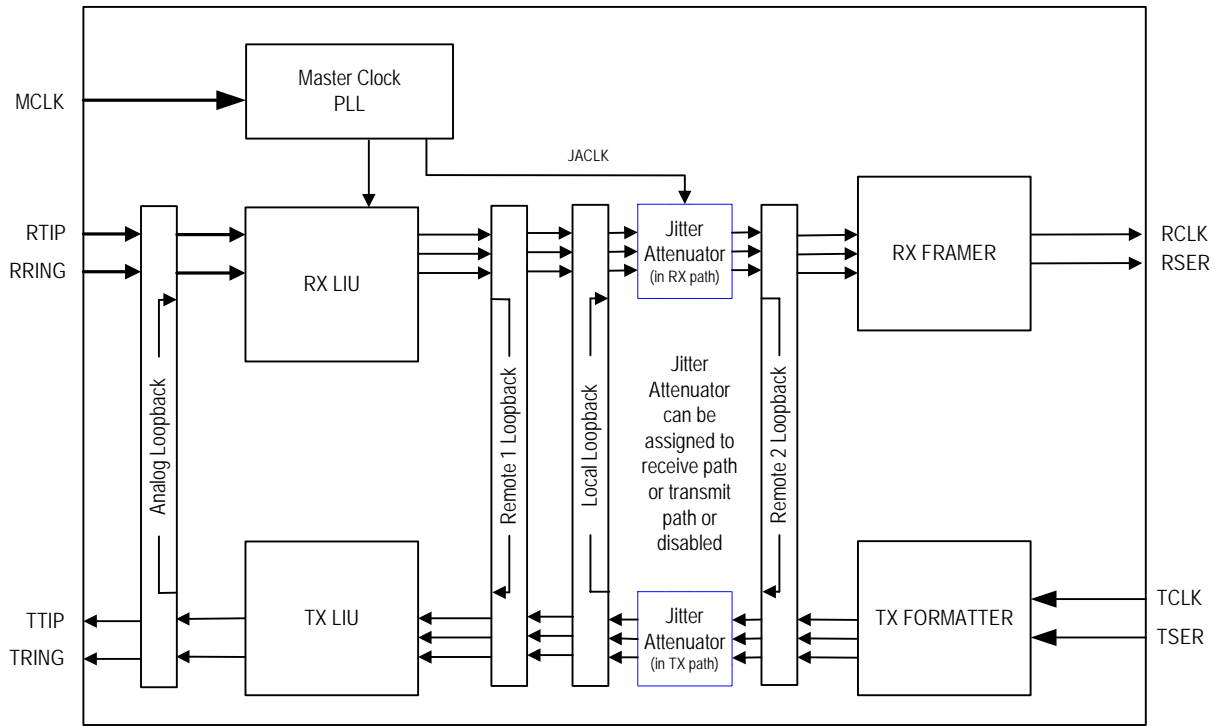 Master Clock
PLL
MCLK
JACLK
RTIP
RRING
RX LIU
Jitter
Attenuator
(in RX path)
RX FRAMER
RCLK
RSER
Analog Loopback
Remote 1 Loopback
Local Loopback
Jitter
Attenuator
can be
assigned to
receive path
or transmit
path or
disabled
Remote 2 Loopback
TTIP
TRING
TX LIU
Jitter
Attenuator
(in TX path)
TX FORMATTER
TCLK
TSER